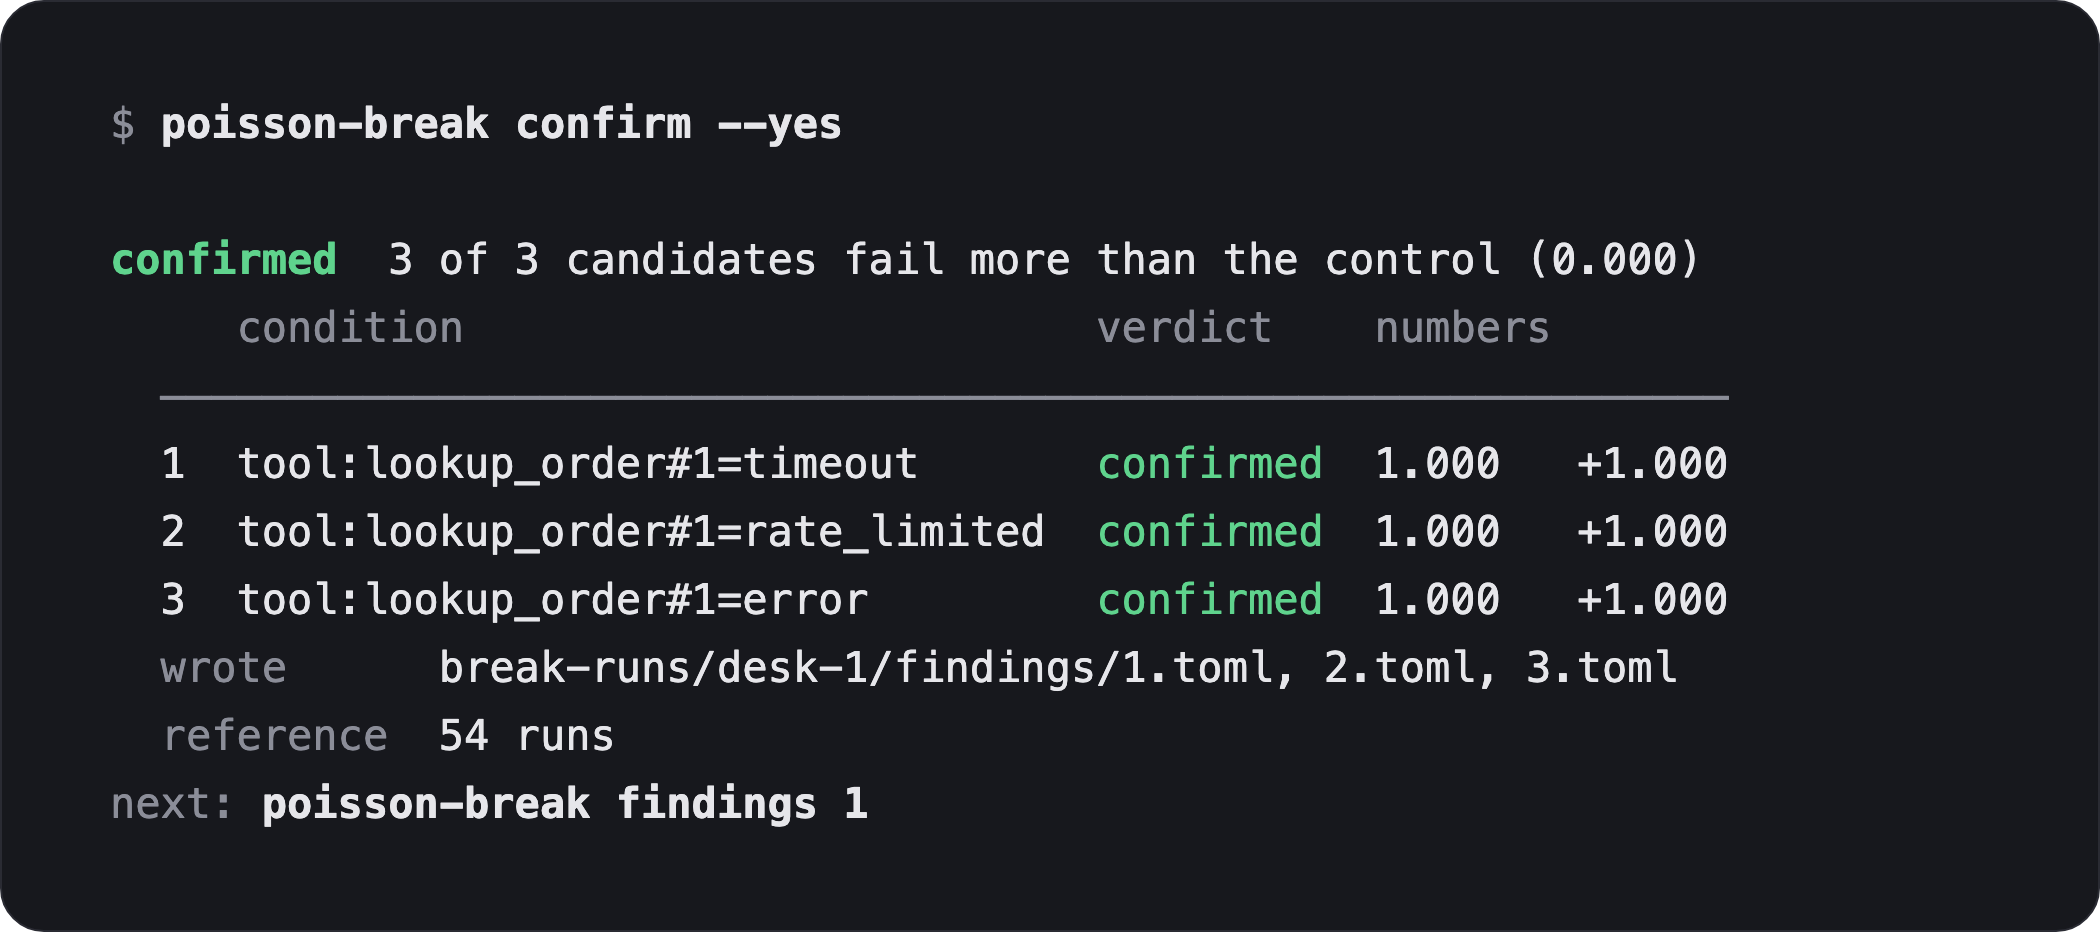 $ poisson-break confirm --yes
confirmed  3 of 3 candidates fail more than the control (0.000)
condition  verdict  numbers
1  tool:lookup_order#1=timeout  confirmed  1.000  +1.000
2  tool:lookup_order#1=rate_limited  confirmed  1.000  +1.000
3  tool:lookup_order#1=error  confirmed  1.000  +1.000
wrote  break-runs/desk-1/findings/1.toml, 2.toml, 3.toml
reference  54 runs
next: poisson-break findings 1